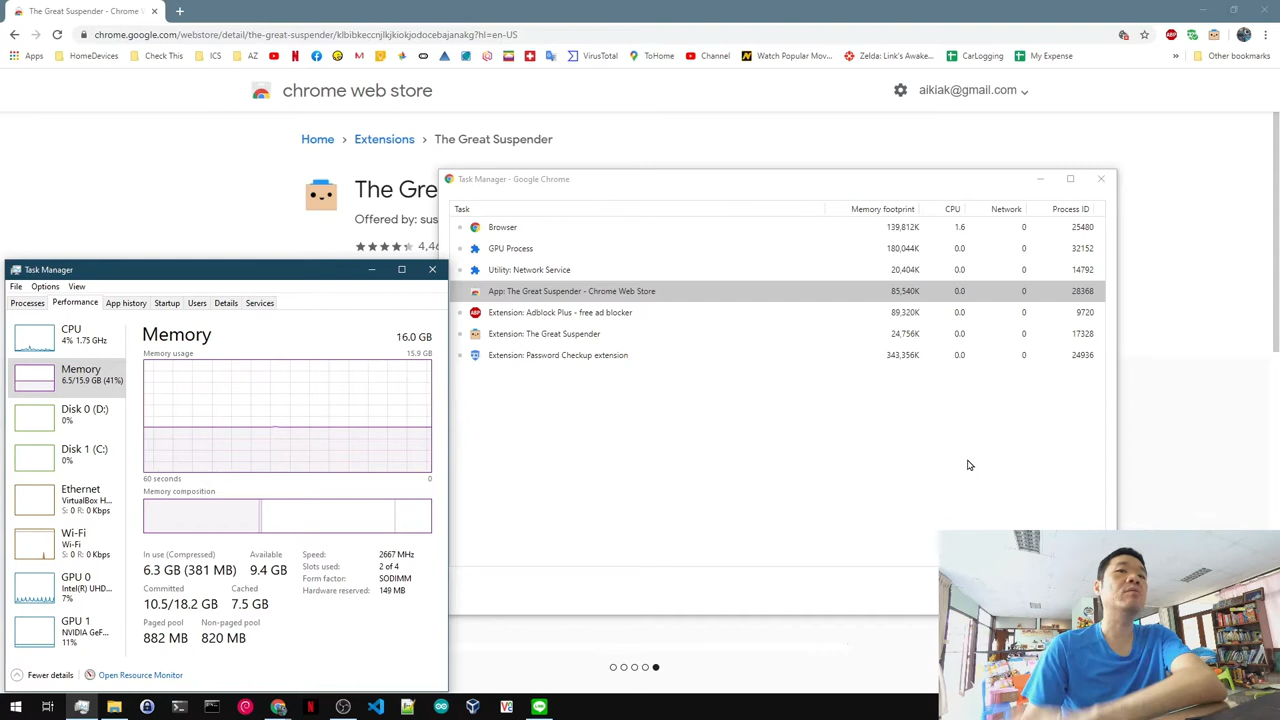 The Great Suspender - Chrome W
chrome.google.com/webstore/detail/the-great-suspender/klbibkeccnjlkjkiokjodocebajanakg?hl=en-US
Apps HomeDevices Check This ICS AZ VirusTotal ToHome Channel Watch Popular Mov... Zelda: Link's Awake... CarLogging My Expense » Other bookmarks
chrome web store
aikiak@gmail.com
Home > Extensions > The Great Suspender
The Gre
Offered by: sus
4,46
Task Manager - Google Chrome
Task Memory footprint CPU Network Process ID
Browser 139,812K 1.6 0 25480
GPU Process 180,044K 0.0 0 32152
Utility: Network Service 20,404K 0.0 0 14792
App: The Great Suspender - Chrome Web Store 85,540K 0.0 0 28368
ABP Extension: Adblock Plus - free ad blocker 89,320K 0.0 0 9720
Extension: The Great Suspender 24,756K 0.0 0 17328
Extension: Password Checkup extension 343,356K 0.0 0 24936
Task Manager
File Options View
Processes Performance App history Startup Users Details Services
CPU
4% 1.75 GHz
Memory
6.5/15.9 GB (41%)
Disk 0 (D:)
0%
Disk 1 (C:)
0%
Ethernet
VirtualBox H...
S: 0 R: 0 Kbps
Wi-Fi
Wi-Fi
S: 0 R: 0 Kbps
GPU 0
Intel(R) UHD...
7%
GPU 1
NVIDIA GeF...
11%
Memory 16.0 GB
Memory usage 15.9 GB
60 seconds 0
Memory composition
In use (Compressed) Available
6.3 GB (381 MB) 9.4 GB
Committed Cached
10.5/18.2 GB 7.5 GB
Paged pool Non-paged pool
882 MB 820 MB
Speed: 2667 MHz
Slots used: 2 of 4
Form factor: SODIMM
Hardware reserved: 149 MB
Fewer details Open Resource Monitor